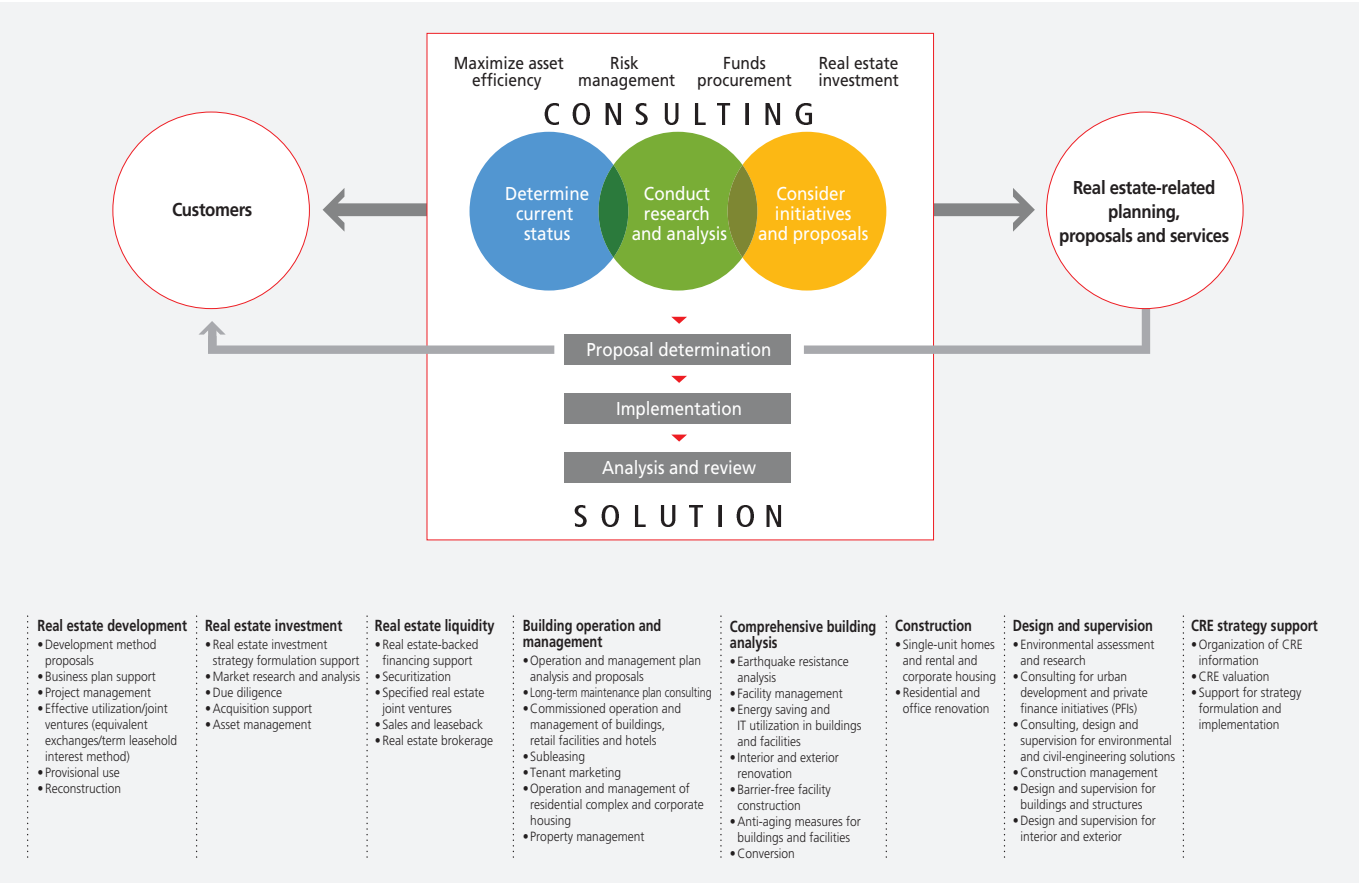 Maximize asset
efficiency
Risk
management
Funds
procurement
Real estate
investment
CONSULTING
Customers
Determine
current
status
Conduct
research
and analysis
Consider
initiatives
and proposals
Real estate-related
planning,
proposals and services
Proposal determination
Implementation
Analysis and review
SOLUTION
Real estate development
• Development method
proposals
• Business plan support
• Project management
• Effective utilization/joint
ventures (equivalent
exchanges/term leasehold
interest method)
• Provisional use
• Reconstruction
Real estate investment
• Real estate investment
strategy formulation support
• Market research and analysis
• Due diligence
• Acquisition support
• Asset management
Real estate liquidity
• Real estate-backed
financing support
• Securitization
• Specified real estate
joint ventures
• Sales and leaseback
• Real estate brokerage
Building operation and
management
• Operation and management plan
analysis and proposals
• Long-term maintenance plan consulting
• Commissioned operation and
management of buildings,
retail facilities and hotels
• Subleasing
• Tenant marketing
• Operation and management of
residential complex and corporate
housing
• Property management
Comprehensive building
analysis
• Earthquake resistance
analysis
• Facility management
• Energy saving and
IT utilization in buildings
and facilities
• Interior and exterior
renovation
• Barrier-free facility
construction
• Anti-aging measures for
buildings and facilities
• Conversion
Construction
• Single-unit homes
and rental and
corporate housing
• Residential and
office renovation
Design and supervision
• Environmental assessment
and research
• Consulting for urban
development and private
finance initiatives (PFIs)
• Consulting, design and
supervision for environmental
and civil-engineering solutions
• Construction management
• Design and supervision for
buildings and structures
• Design and supervision for
interior and exterior
CRE strategy support
• Organization of CRE
information
• CRE valuation
• Support for strategy
formulation and
implementation